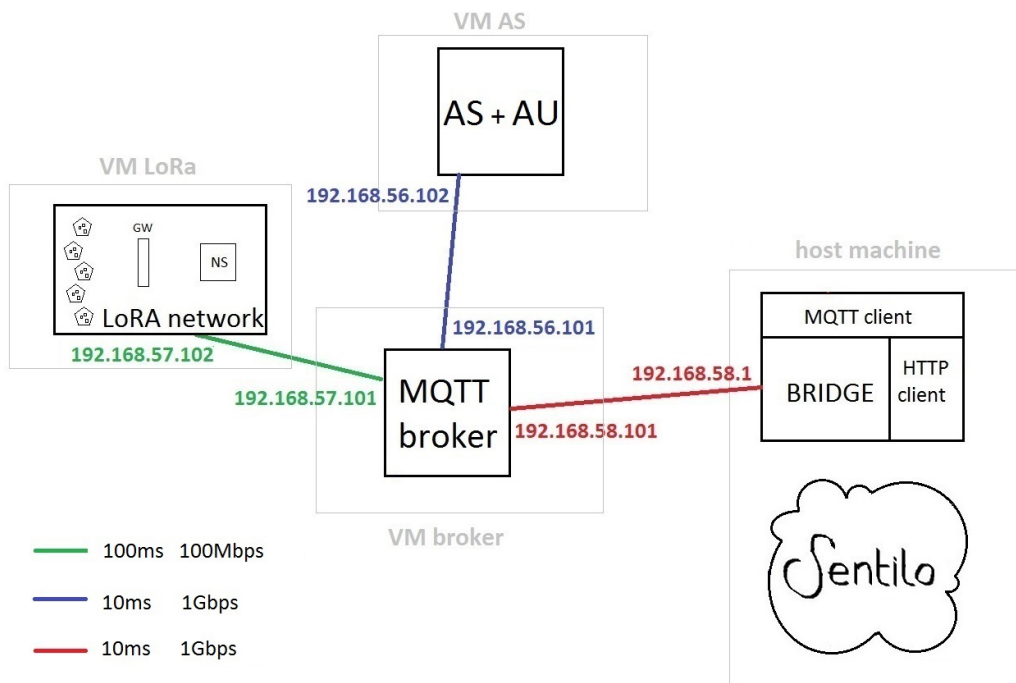 VM AS
AS + AU
192.168.56.102
VM LoRa
GW
NS
LoRA network
192.168.57.102
192.168.56.101
192.168.57.101
MQTT
broker
192.168.58.101
VM broker
host machine
MQTT client
BRIDGE
HTTP
client
192.168.58.1
Sentilo
100ms 100Mbps
10ms 1Gbps
10ms 1Gbps